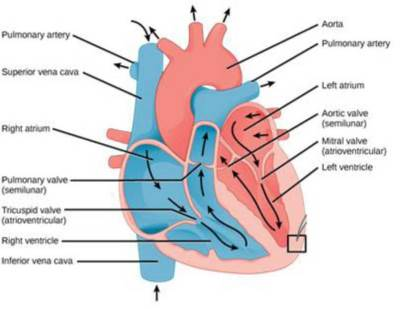 Pulmonary artery
Superior vena cava
Right atrium
Pulmonary valve
(semilunar)
Tricuspid valve
(atrioventricular)
Right ventricle
Inferior vena cava
Aorta
Pulmonary artery
Left atrium
Aortic valve
(semilunar)
Mitral valve
(atrioventricular)
Left ventricle